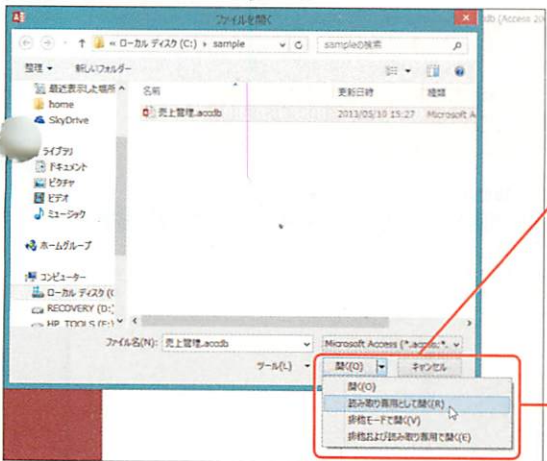 ファイルを開く
db (Access 20
« ローカル ディスク (C:) ▸ sample
sampleの検索
整理 ▼ 新しいフォルダー
最近表示した場所
home
SkyDrive
名前 更新日時 種類
売上管理.accdb 2013/05/10 15:27 Microsoft A
ライブラリ
ドキュメント
ピクチャ
ビデオ
ミュージック
ホームグループ
コンピューター
ローカル ディスク (C
RECOVERY (D:)
HP_TOOLS (E:)
ファイル名(N): 売上管理.accdb
Microsoft Access (*.accdb;*.
ツール(L) 開く(O) キャンセル
開く(O)
読み取り専用として開く(R)
排他モードで開く(V)
排他および読み取り専用で開く(E)